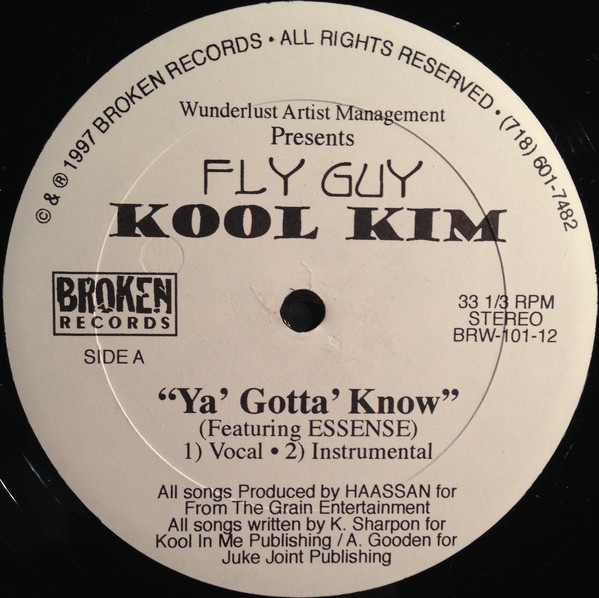 © & ℗ 1997 BROKEN RECORDS • ALL RIGHTS RESERVED • (718) 601-7482
Wunderlust Artist Management
Presents
FLY GUY
KOOL KIM
BROKEN
RECORDS
SIDE A
33 1/3 RPM
STEREO
BRW-101-12
“Ya’ Gotta’ Know”
(Featuring ESSENSE)
1) Vocal • 2) Instrumental
All songs Produced by HAASSAN for
From The Grain Entertainment
All songs written by K. Sharpon for
Kool In Me Publishing / A. Gooden for
Juke Joint Publishing